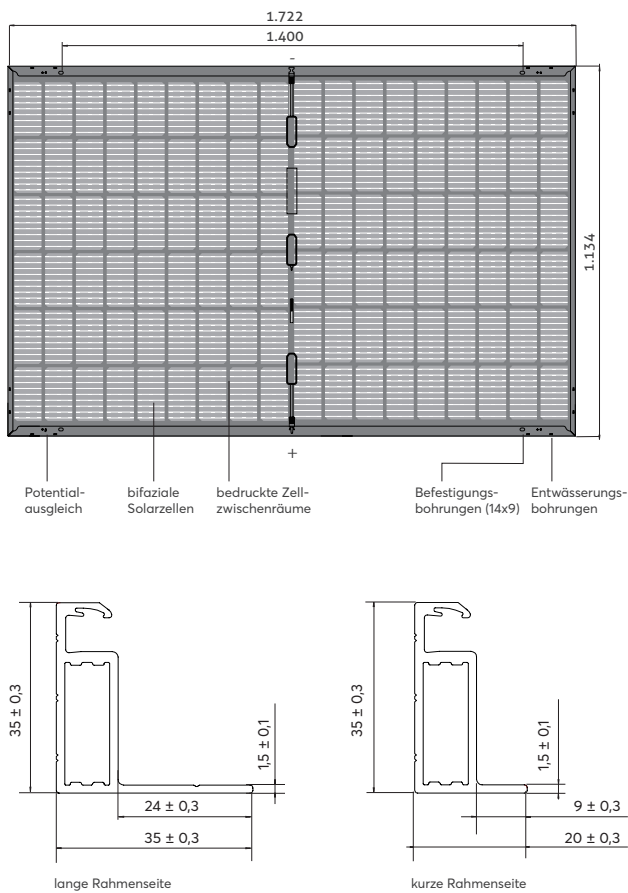 1.722
1.400
-
1.134
+
Potential-
ausgleich
bifaziale
Solarzellen
bedruckte Zell-
zwischenräume
Befestigungs-
bohrungen (14x9)
Entwässerungs-
bohrungen
35 ± 0,3
1,5 ± 0,1
24 ± 0,3
35 ± 0,3
lange Rahmenseite
35 ± 0,3
1,5 ± 0,1
9 ± 0,3
20 ± 0,3
kurze Rahmenseite